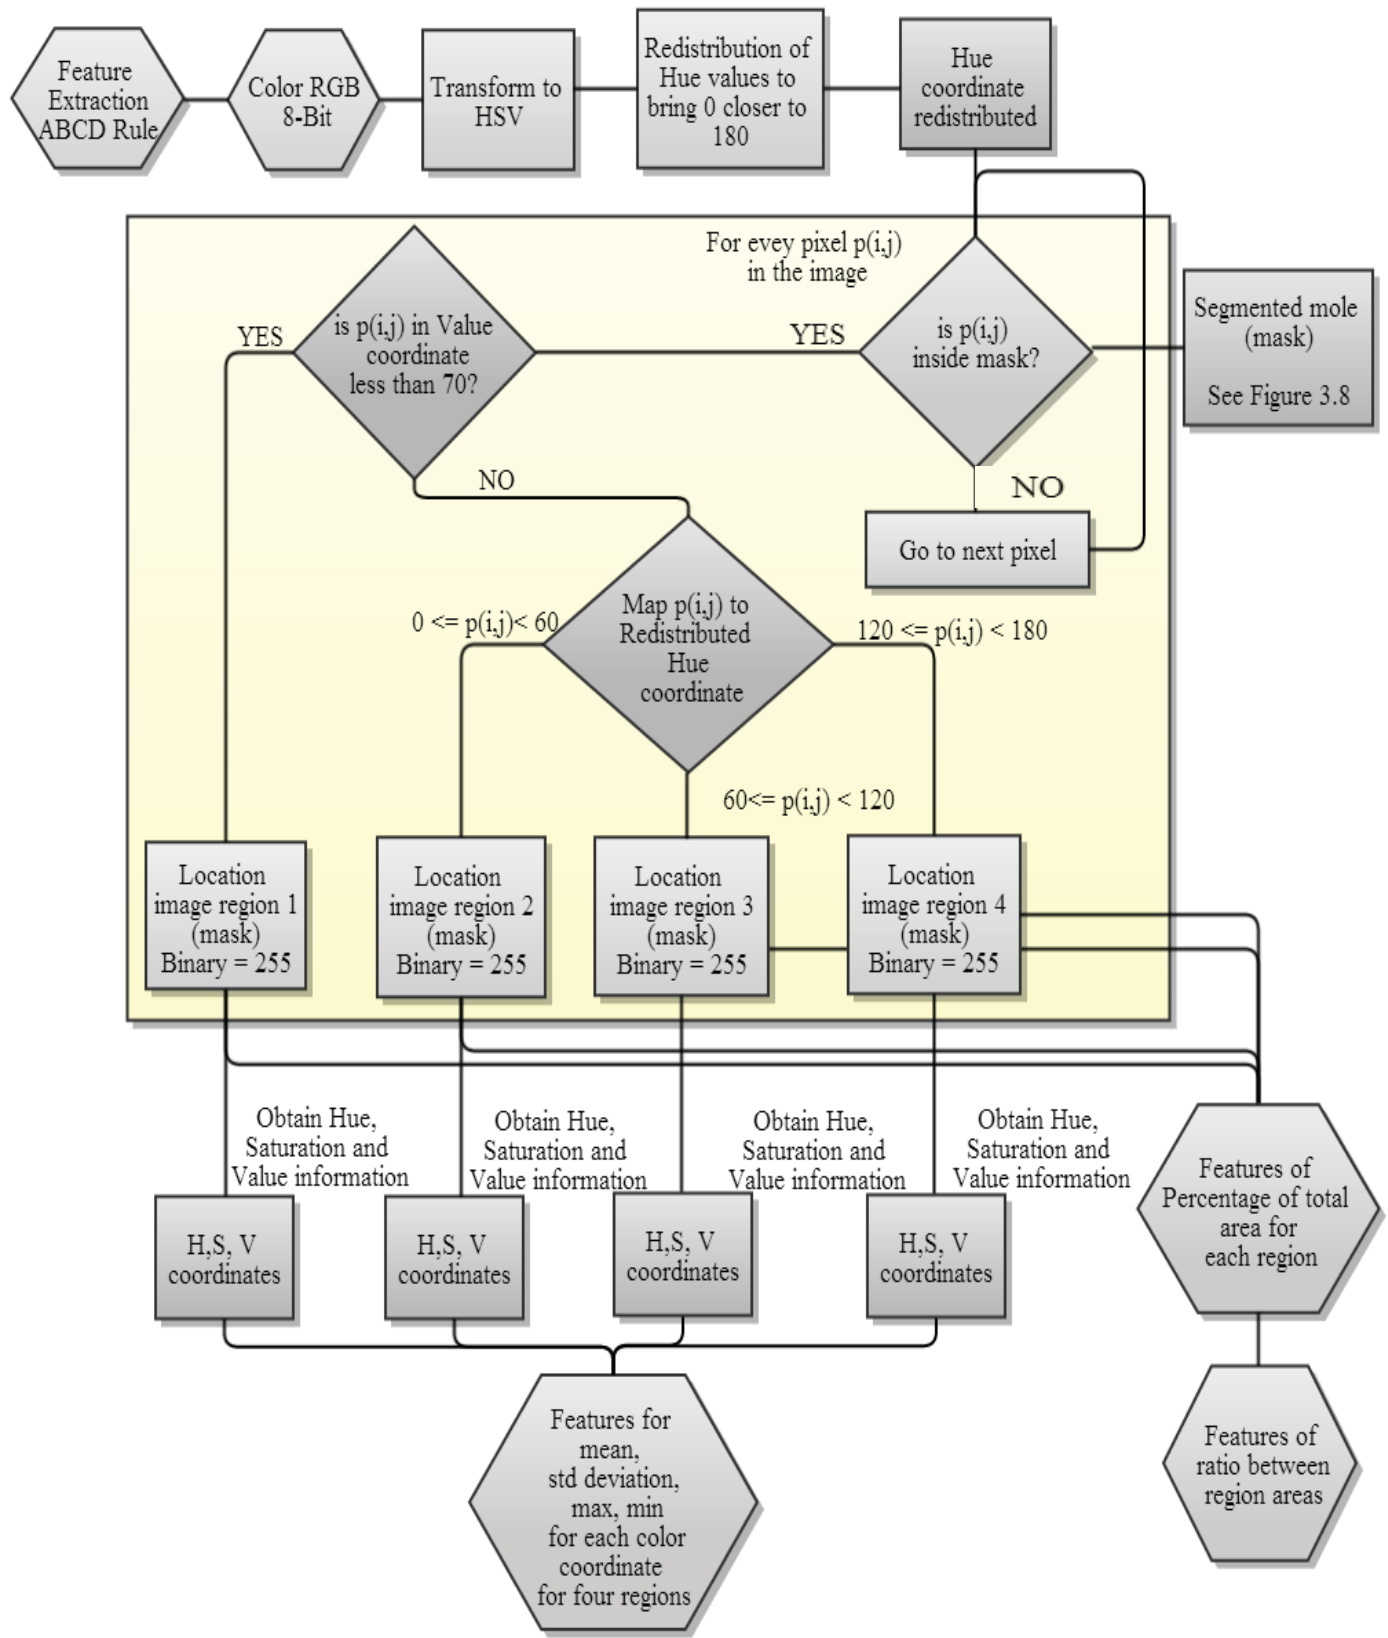 Feature
Extraction
ABCD Rule
Color RGB
8-Bit
Transform to
HSV
Redistribution of
Hue values to
bring 0 closer to
180
Hue
coordinate
redistributed
For evey pixel p(i,j)
in the image
is p(i,j)
inside mask?
Segmented mole
(mask)
See Figure 3.8
YES
is p(i,j) in Value
coordinate
less than 70?
YES
NO
NO
Go to next pixel
Map p(i,j) to
Redistributed
Hue
coordinate
0 <= p(i,j)< 60
120 <= p(i,j) < 180
60<= p(i,j) < 120
Location
image region 1
(mask)
Binary = 255
Location
image region 2
(mask)
Binary = 255
Location
image region 3
(mask)
Binary = 255
Location
image region 4
(mask)
Binary = 255
Obtain Hue,
Saturation and
Value information
Obtain Hue,
Saturation and
Value information
Obtain Hue,
Saturation and
Value information
Obtain Hue,
Saturation and
Value information
H,S, V
coordinates
H,S, V
coordinates
H,S, V
coordinates
H,S, V
coordinates
Features of
Percentage of total
area for
each region
Features for
mean,
std deviation,
max, min
for each color
coordinate
for four regions
Features of
ratio between
region areas